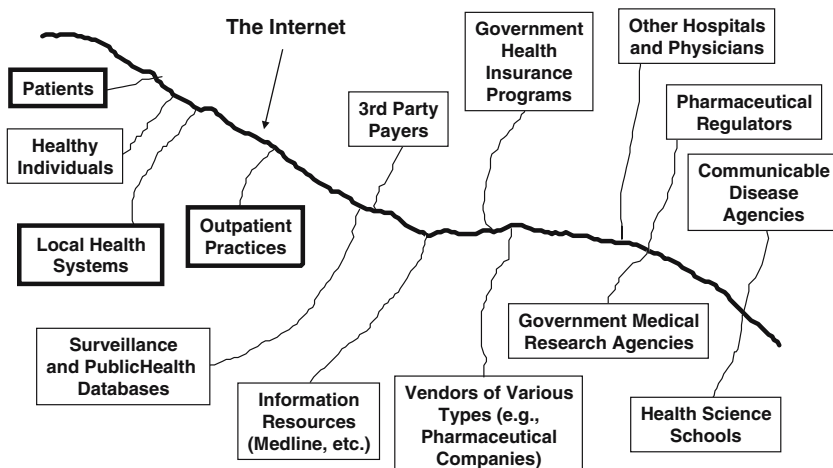 The Internet
Patients
Healthy
Individuals
Local Health
Systems
Outpatient
Practices
3rd Party
Payers
Government
Health
Insurance
Programs
Other Hospitals
and Physicians
Pharmaceutical
Regulators
Communicable
Disease
Agencies
Surveillance
and PublicHealth
Databases
Information
Resources
(Medline, etc.)
Vendors of Various
Types (e.g.,
Pharmaceutical
Companies)
Government Medical
Research Agencies
Health Science
Schools